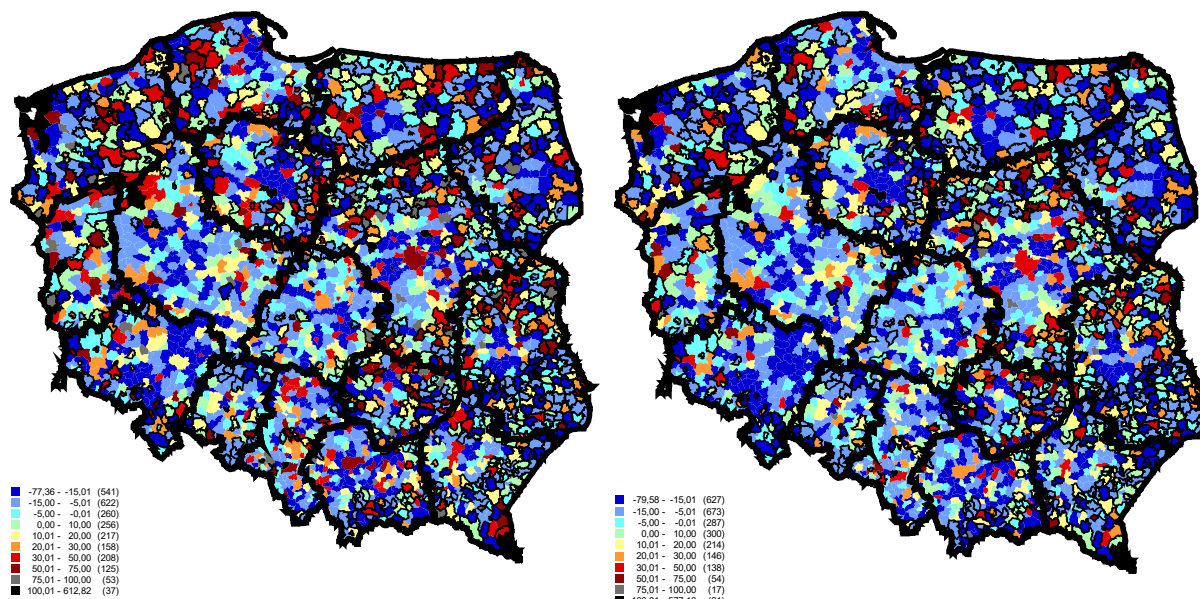 -77,36 - -15,01 (541)
-15,00 - -5,01 (622)
-5,00 - -0,01 (260)
0,00 - 10,00 (256)
10,01 - 20,00 (217)
20,01 - 30,00 (158)
30,01 - 50,00 (208)
50,01 - 75,00 (125)
75,01 - 100,00 (53)
100,01 - 612,82 (37)
-79,58 - -15,01 (627)
-15,00 - -5,01 (673)
-5,00 - -0,01 (287)
0,00 - 10,00 (300)
10,01 - 20,00 (214)
20,01 - 30,00 (146)
30,01 - 50,00 (138)
50,01 - 75,00 (54)
75,01 - 100,00 (17)